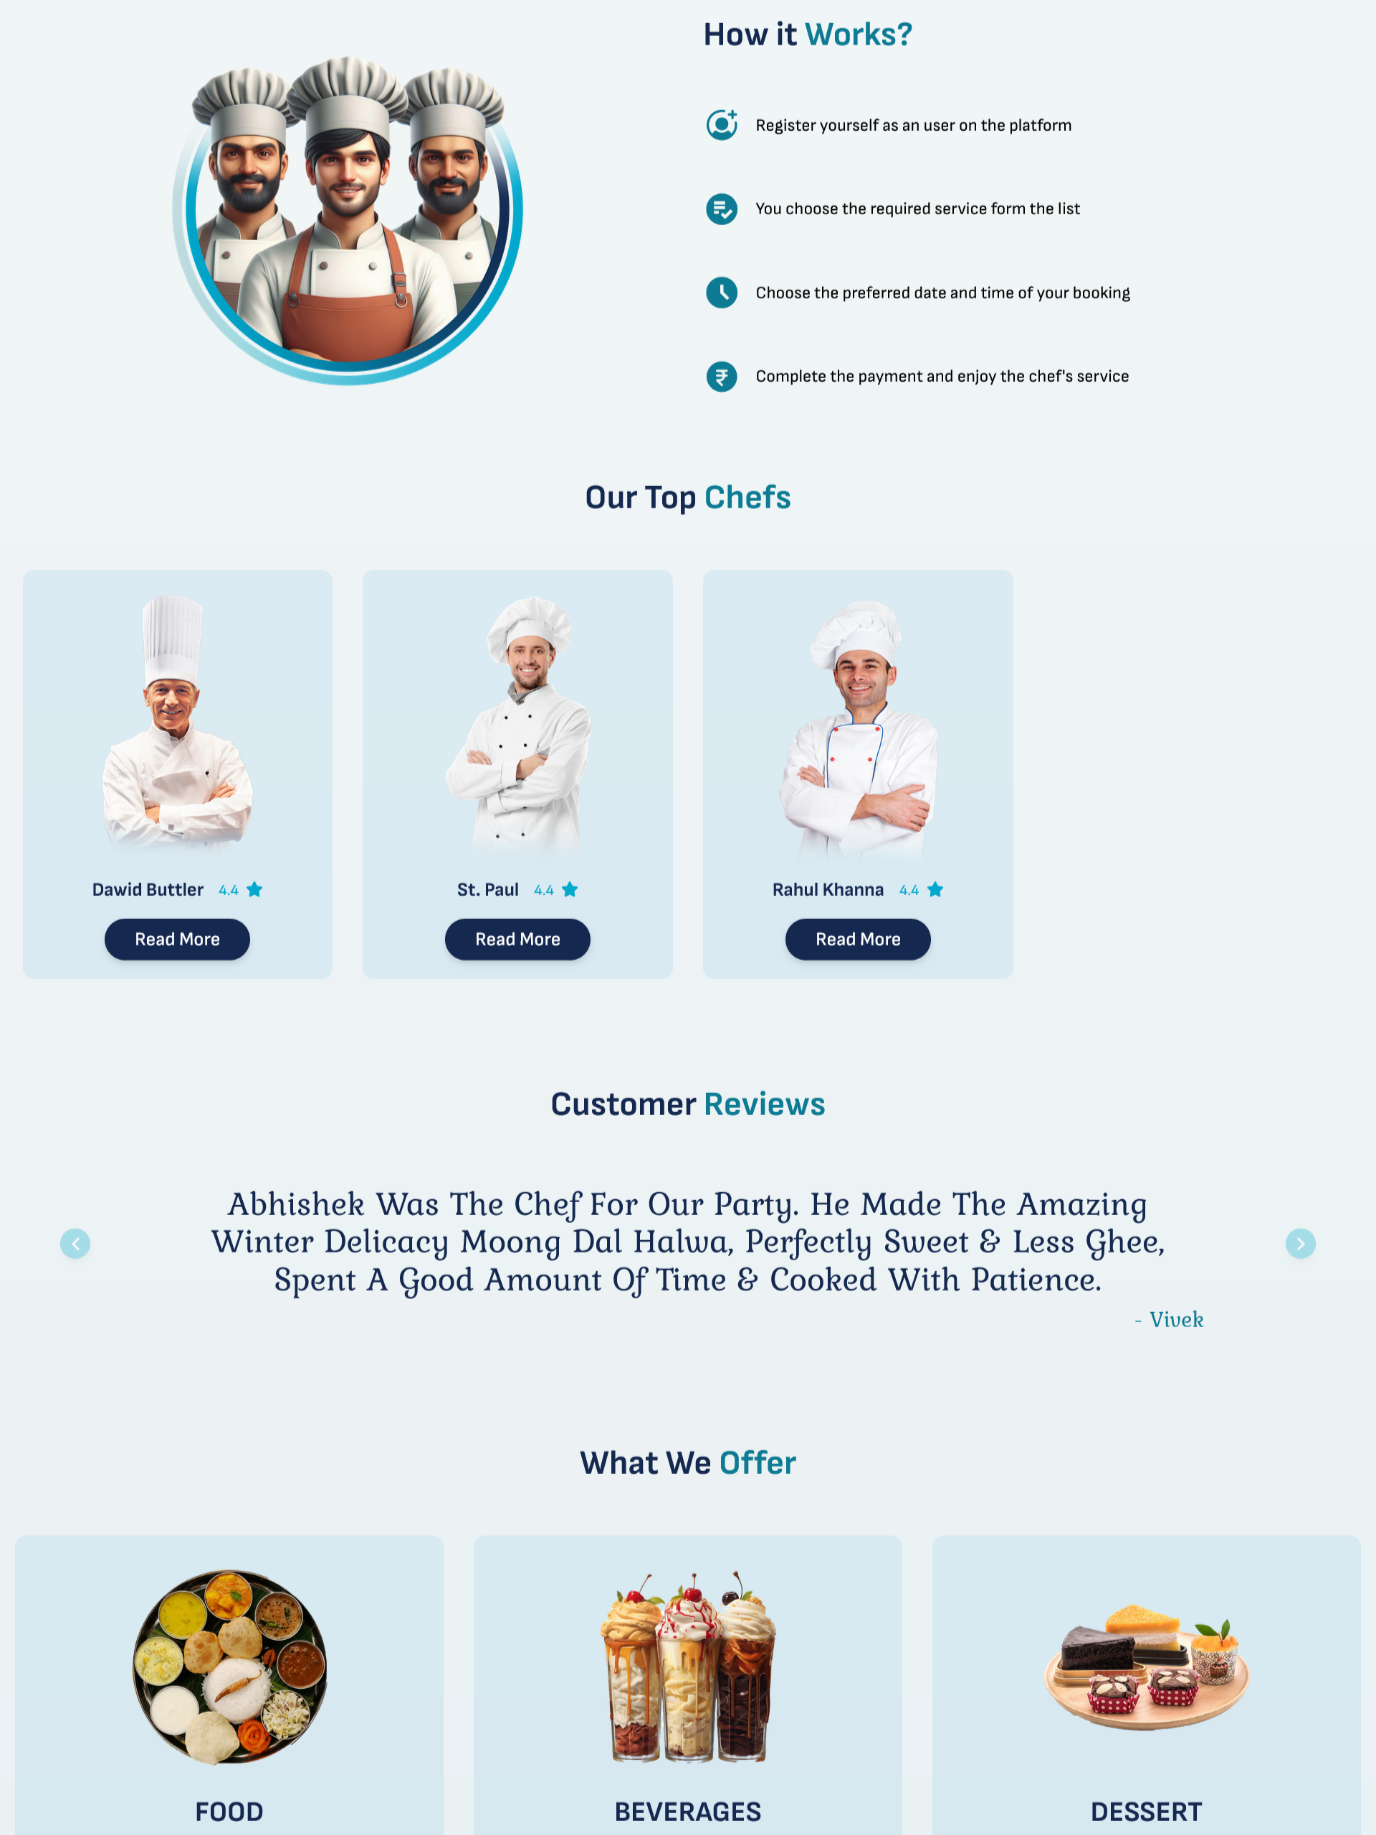 How it Works?
Register yourself as an user on the platform
You choose the required service form the list
Choose the preferred date and time of your booking
Complete the payment and enjoy the chef's service
Our Top Chefs
Dawid Buttler 4.4
Read More
St. Paul 4.4
Read More
Rahul Khanna 4.4
Read More
Customer Reviews
Abhishek Was The Chef For Our Party. He Made The Amazing
Winter Delicacy Moong Dal Halwa, Perfectly Sweet & Less Ghee,
Spent A Good Amount Of Time & Cooked With Patience.
- Vivek
What We Offer
FOOD
BEVERAGES
DESSERT